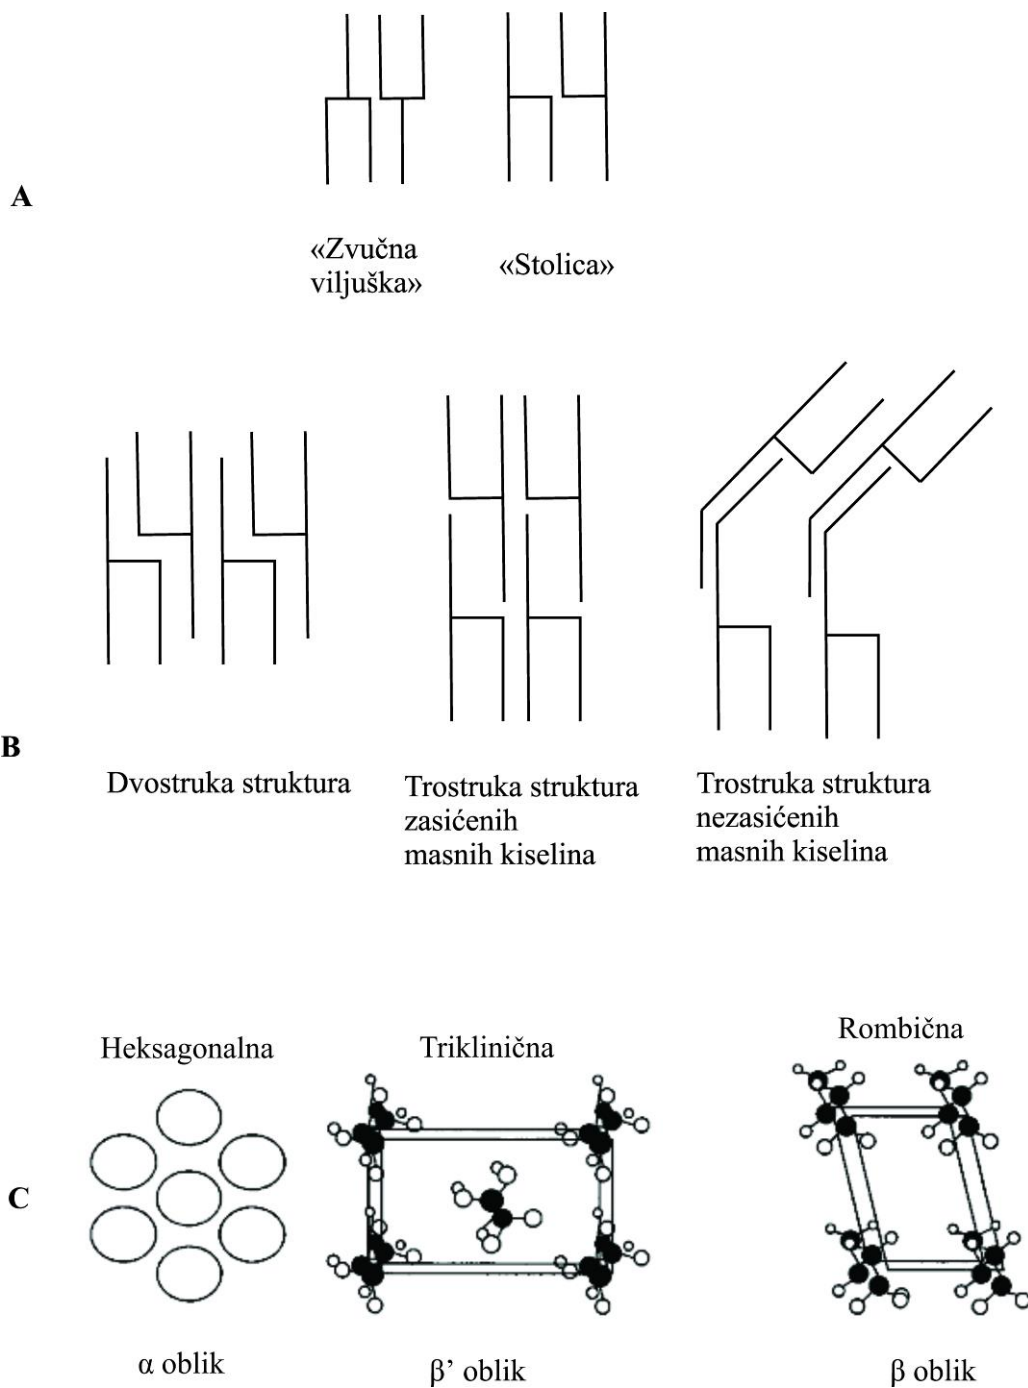 A
«Zvučna
viljuška»
«Stolica»
B
Dvostruka struktura
Trostruka struktura
zasićenih
masnih kiselina
Trostruka struktura
nezasićenih
masnih kiselina
C
Heksagonalna
Triklinična
Rombična
α oblik
β’ oblik
β oblik